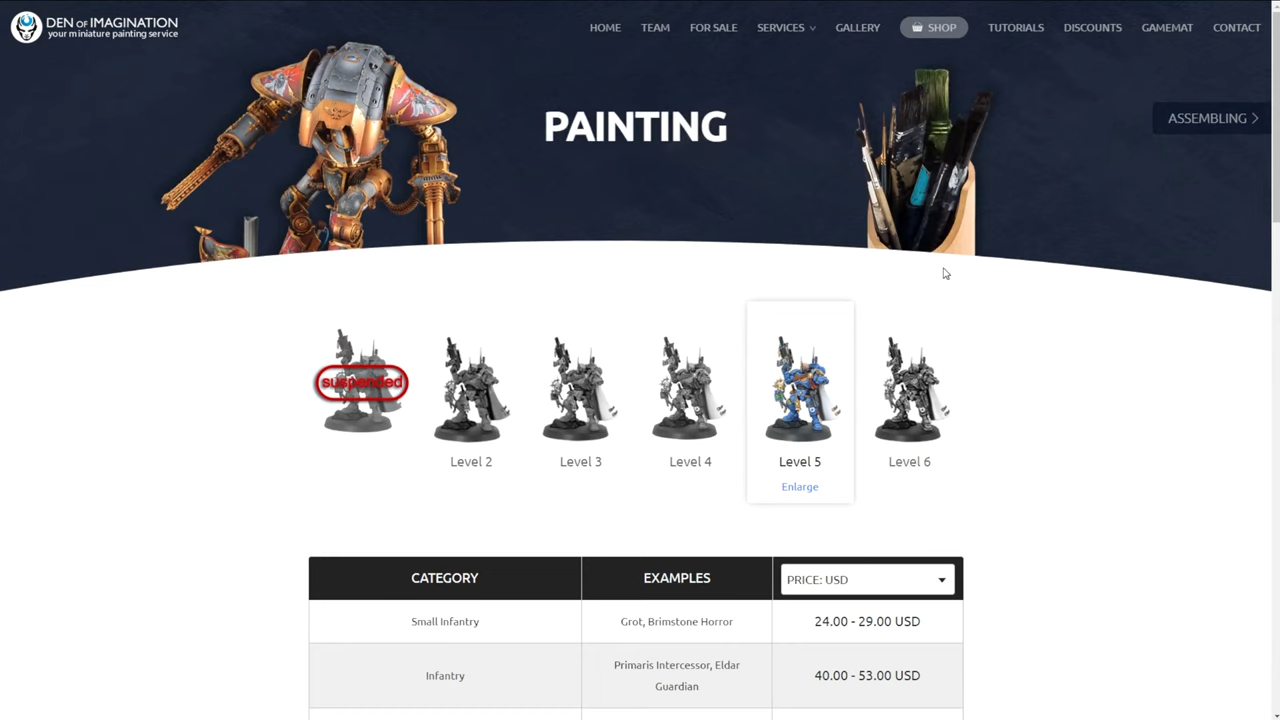 DEN OF IMAGINATION
your miniature painting service
HOME
TEAM
FOR SALE
SERVICES
GALLERY
SHOP
TUTORIALS
DISCOUNTS
GAMEMAT
CONTACT
PAINTING
ASSEMBLING
suspended
Level 2
Level 3
Level 4
Level 5
Level 6
Enlarge
CATEGORY
EXAMPLES
PRICE: USD
Small Infantry
Grot, Brimstone Horror
24.00 - 29.00 USD
Infantry
Primaris Intercessor, Eldar
Guardian
40.00 - 53.00 USD